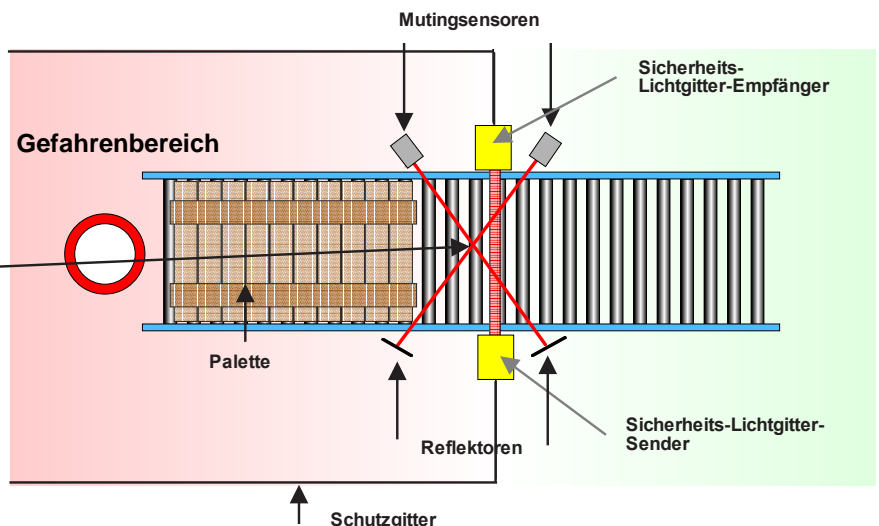 Mutingsensoren
Sicherheits-
Lichtgitter-Empfänger
Gefahrenbereich
Palette
Reflektoren
Sicherheits-Lichtgitter-
Sender
Schutzgitter